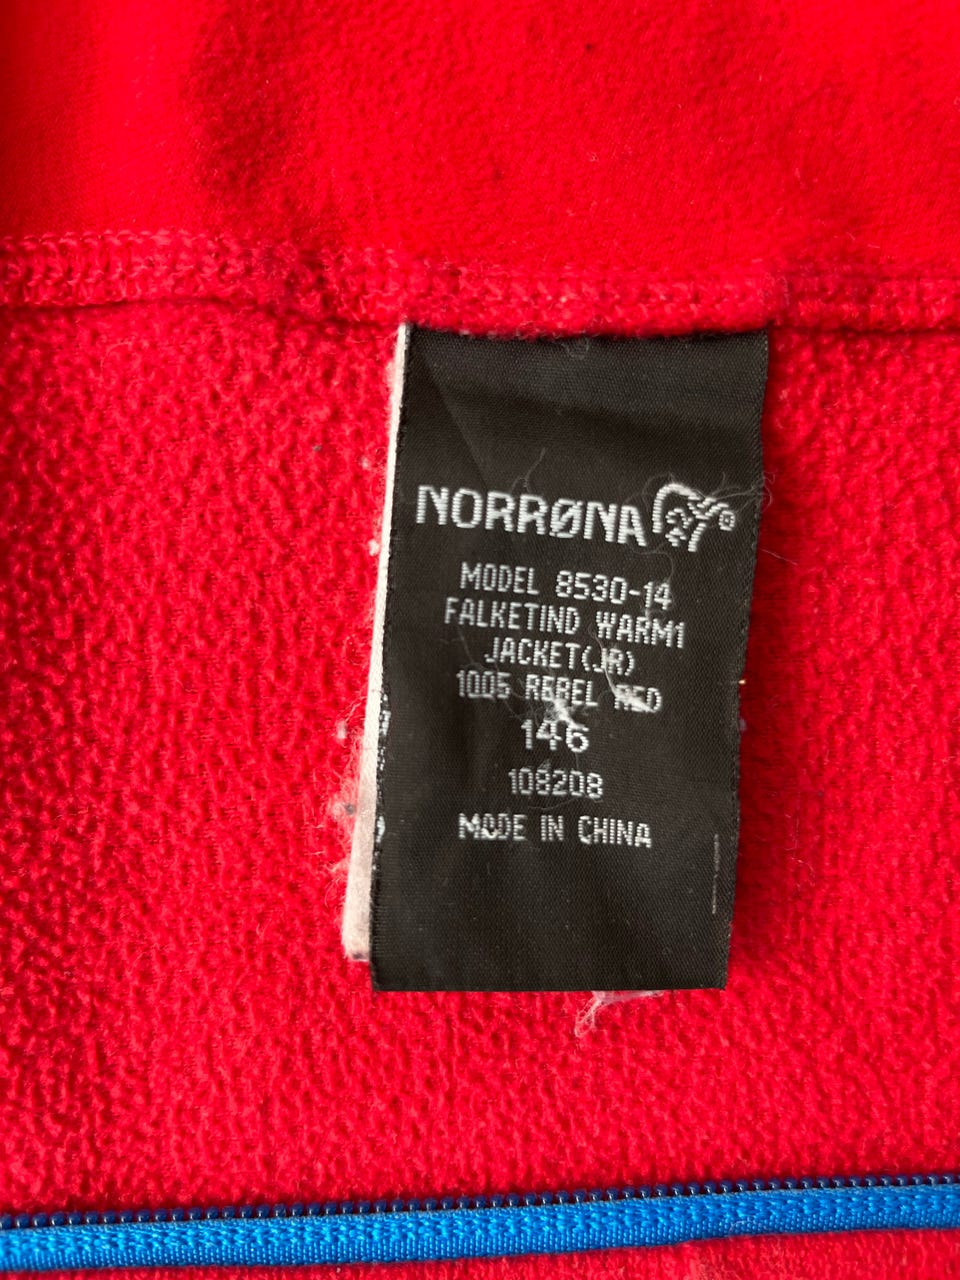 NORRØNA
MODEL 8530-14
FALKETIND WARM1
JACKET(JR)
1005 REBEL RED
146
108208
MADE IN CHINA